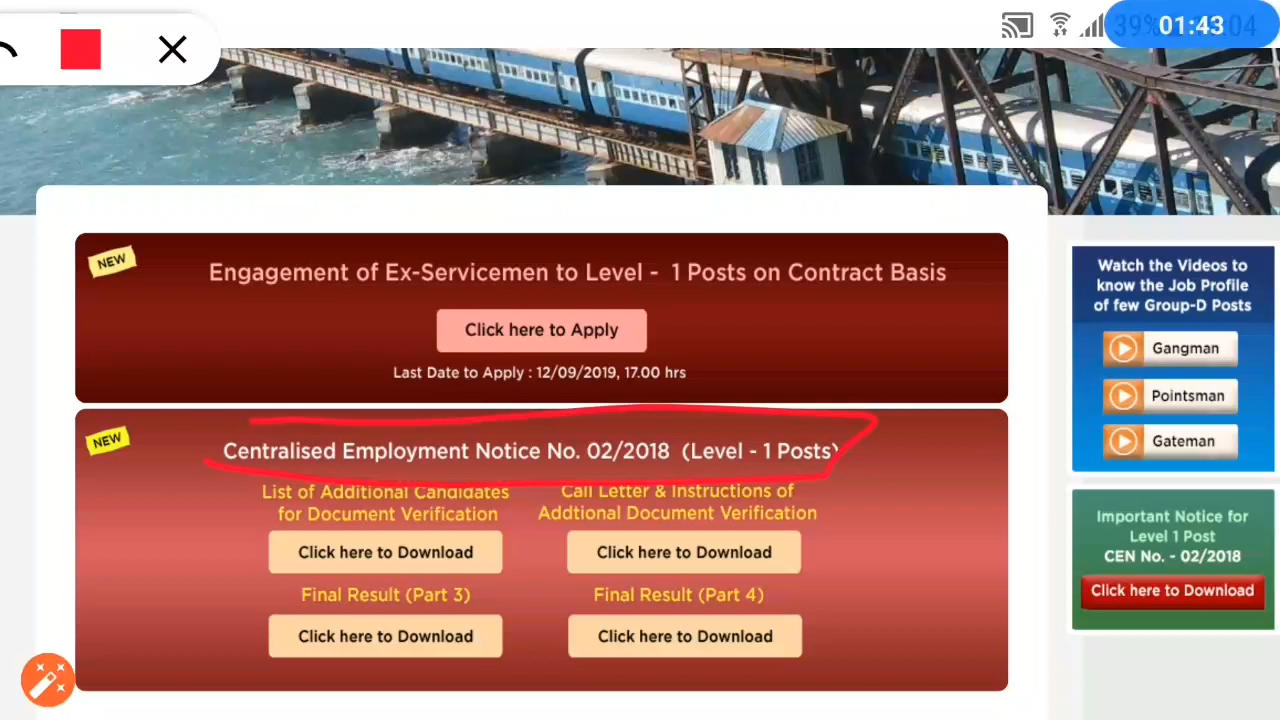 01:43
NEW
Engagement of Ex-Servicemen to Level - 1 Posts on Contract Basis
Click here to Apply
Last Date to Apply : 12/09/2019, 17.00 hrs
NEW
Centralised Employment Notice No. 02/2018 (Level - 1 Posts)
List of Additional Candidates
for Document Verification
Click here to Download
Call Letter & Instructions of
Addtional Document Verification
Click here to Download
Final Result (Part 3)
Click here to Download
Final Result (Part 4)
Click here to Download
Watch the Videos to
know the Job Profile
of few Group-D Posts
Gangman
Pointsman
Gateman
Important Notice for
Level 1 Post
CEN No. - 02/2018
Click here to Download